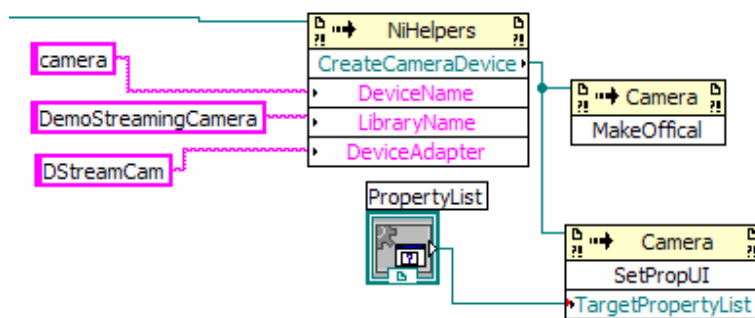 NiHelpers
camera
CreateCameraDevice
DeviceName
DemoStreamingCamera
LibraryName
DStreamCam
DeviceAdapter
Camera
MakeOffical
PropertyList
Camera
SetPropUI
TargetPropertyList